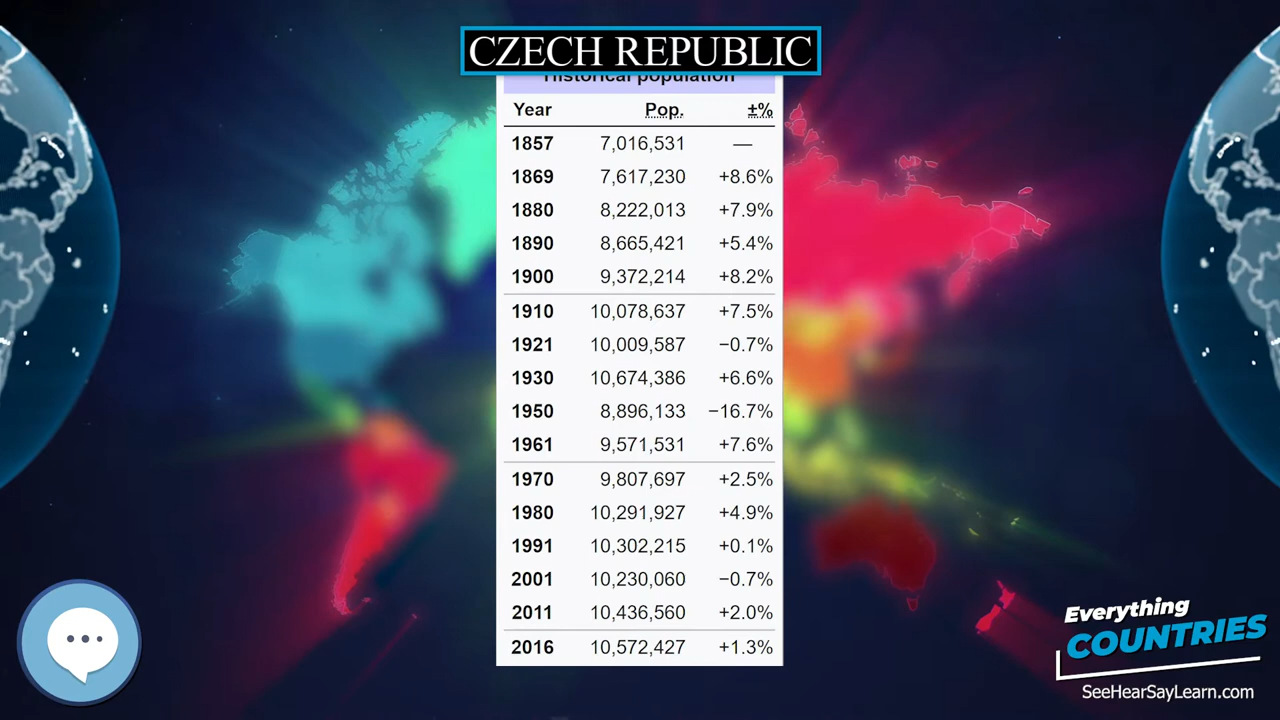 CZECH REPUBLIC
Historical population
Year Pop. ±%
1857 7,016,531 —
1869 7,617,230 +8.6%
1880 8,222,013 +7.9%
1890 8,665,421 +5.4%
1900 9,372,214 +8.2%
1910 10,078,637 +7.5%
1921 10,009,587 −0.7%
1930 10,674,386 +6.6%
1950 8,896,133 −16.7%
1961 9,571,531 +7.6%
1970 9,807,697 +2.5%
1980 10,291,927 +4.9%
1991 10,302,215 +0.1%
2001 10,230,060 −0.7%
2011 10,436,560 +2.0%
2016 10,572,427 +1.3%
Everything
COUNTRIES
SeeHearSayLearn.com